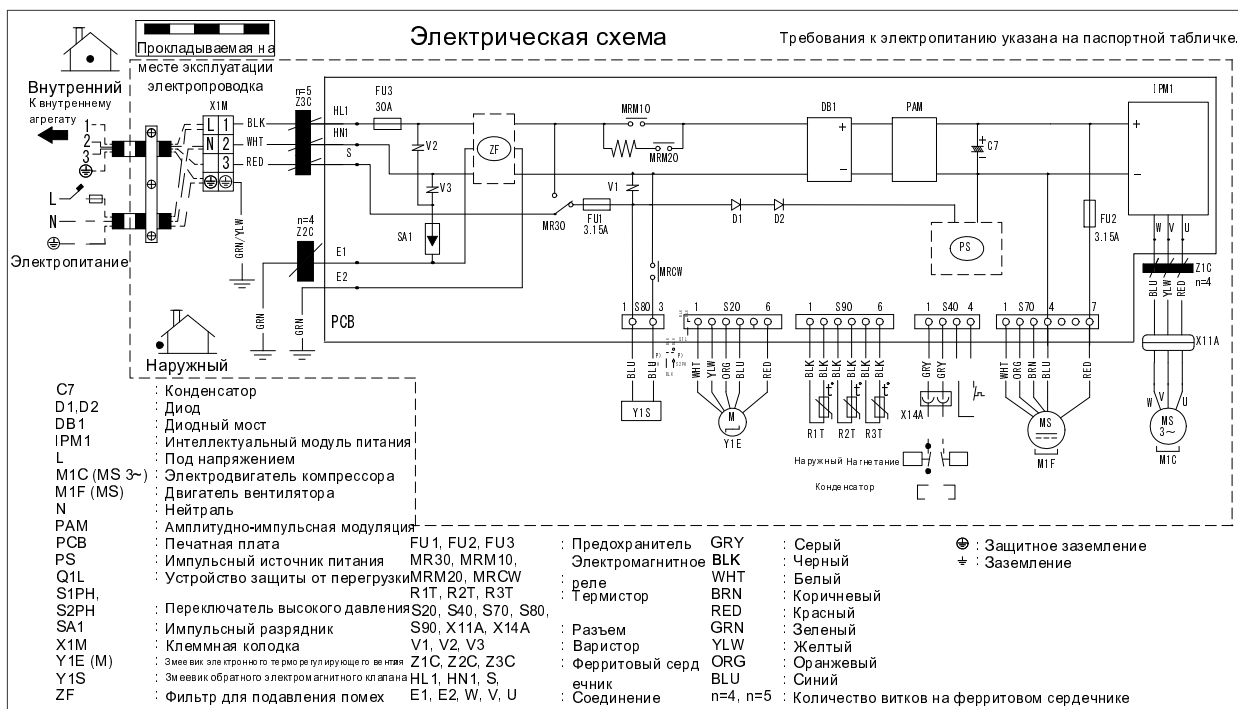 Электрическая схема
Требования к электропитанию указана на паспортной табличке.
Прокладываемая на
месте эксплуатации
электропроводка
Внутренний
К внутреннему
агрегату
1
2
3
L
N
Электропитание
X1M
L 1
N 2
3
BLK
WHT
RED
GRN/YLW
n=5
Z3C
HL1
HN1
S
FU3
30A
V2
V3
SA1
ZF
n=4
Z2C
E1
E2
GRN
GRN
PCB
MRM10
MRM20
MR30
V1
FU1
3.15A
D1
D2
DB1
+
−
PAM
C7
PS
FU2
3.15A
IPM1
+
−
W V U
Z1C
n=4
BLU
YLW
RED
X11A
W V U
MS
3~
M1C
MRCW
1 S80 3
BLU
BLU
Y1S
1 S20 6
WHT
YLW
ORG
BLU
RED
M
Y1E
1 S90 6
BLK
BLK
BLK
BLK
BLK
BLK
t°
t°
t°
R1T R2T R3T
1 S40 4
GRY
GRY
X14A
1 S70 4 7
WHT
ORG
BRN
BLU
RED
MS
M1F
Наружный Нагнетание
Конденсатор
Наружный
C7 : Конденсатор
D1,D2 : Диод
DB1 : Диодный мост
IPM1 : Интеллектуальный модуль питания
L : Под напряжением
M1C (MS 3~) : Электродвигатель компрессора
M1F (MS) : Двигатель вентилятора
N : Нейтраль
PAM : Амплитудно-импульсная модуляция
PCB : Печатная плата
PS : Импульсный источник питания
Q1L : Устройство защиты от перегрузки
S1PH,
S2PH : Переключатель высокого давления
SA1 : Импульсный разрядник
X1M : Клеммная колодка
Y1E (M) : Змеевик электронного терморегулирующего вентиля
Y1S : Змеевик обратного электромагнитного клапана
ZF : Фильтр для подавления помех
FU1, FU2, FU3 : Предохранитель
MR30, MRM10, : Электромагнитное
MRM20, MRCW реле
R1T, R2T, R3T : Термистор
S20, S40, S70, S80,
S90, X11A, X14A : Разъем
V1, V2, V3 : Варистор
Z1C, Z2C, Z3C : Ферритовый серд
HL1, HN1, S, ечник
E1, E2, W, V, U : Соединение
GRY : Серый
BLK : Черный
WHT : Белый
BRN : Коричневый
RED : Красный
GRN : Зеленый
YLW : Желтый
ORG : Оранжевый
BLU : Синий
n=4, n=5 : Количество витков на ферритовом сердечнике
: Защитное заземление
: Заземление